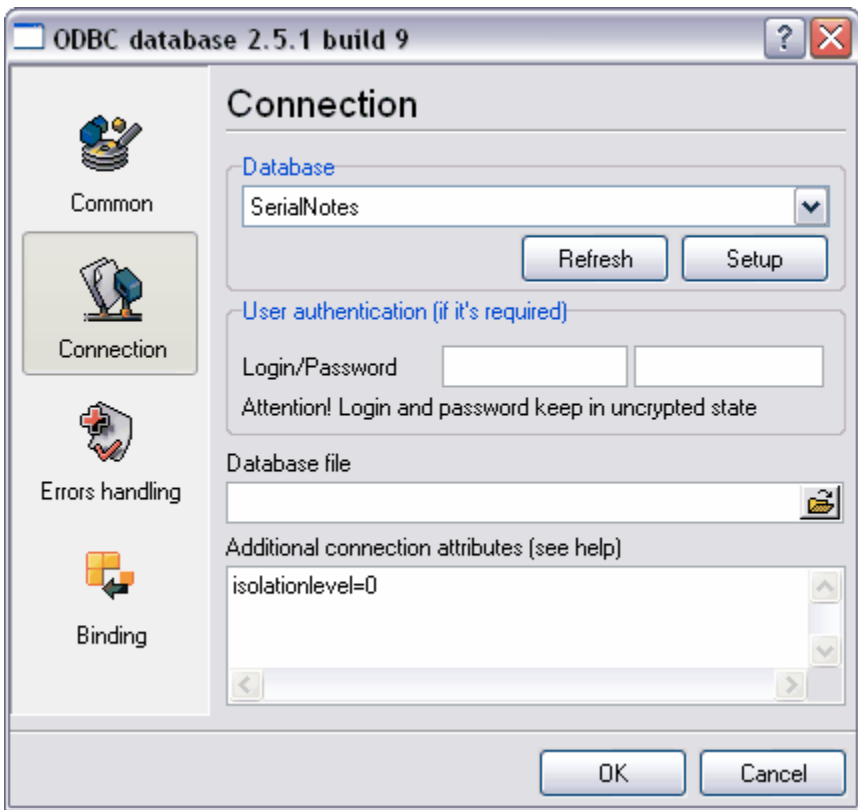 ODBC database 2.5.1 build 9
Common
Connection
Errors handling
Binding
Connection
Database
SerialNotes
Refresh Setup
User authentication (if it's required)
Login/Password
Attention! Login and password keep in uncrypted state
Database file
Additional connection attributes (see help)
isolationlevel=0
OK Cancel